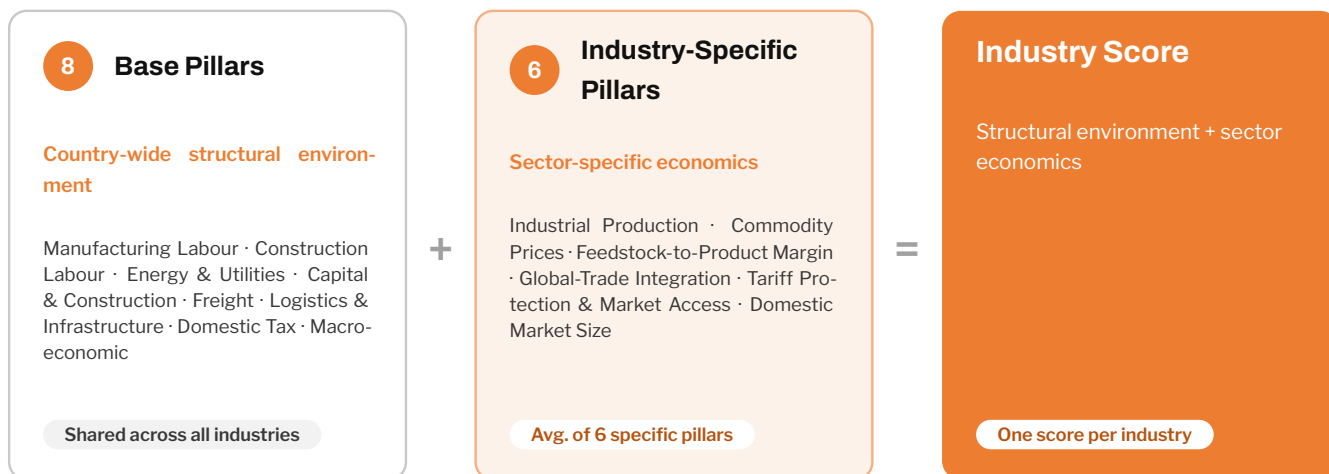 8
Base Pillars
Country-wide structural environ-
ment
Manufacturing Labour · Construction
Labour · Energy & Utilities · Capital
& Construction · Freight · Logistics &
Infrastructure · Domestic Tax · Macro-
economic
Shared across all industries
+
6
Industry-Specific
Pillars
Sector-specific economics
Industrial Production · Commodity
Prices · Feedstock-to-Product Margin
· Global-Trade Integration · Tariff Pro-
tection & Market Access · Domestic
Market Size
Avg. of 6 specific pillars
=
Industry Score
Structural environment + sector
economics
One score per industry